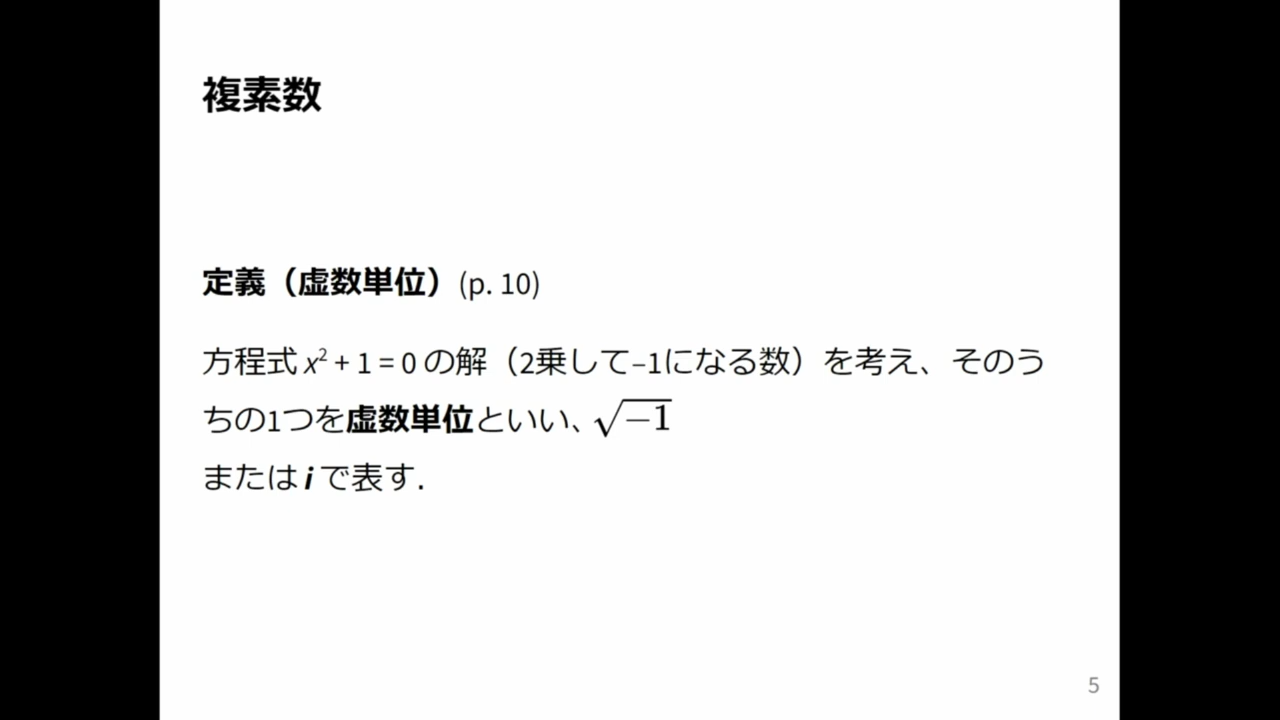 複素数
定義（虚数単位）(p. 10)
方程式 x² + 1 = 0 の解（2乗して–1になる数）を考え、そのう
ちの1つを虚数単位といい、√−1
または i で表す.
5